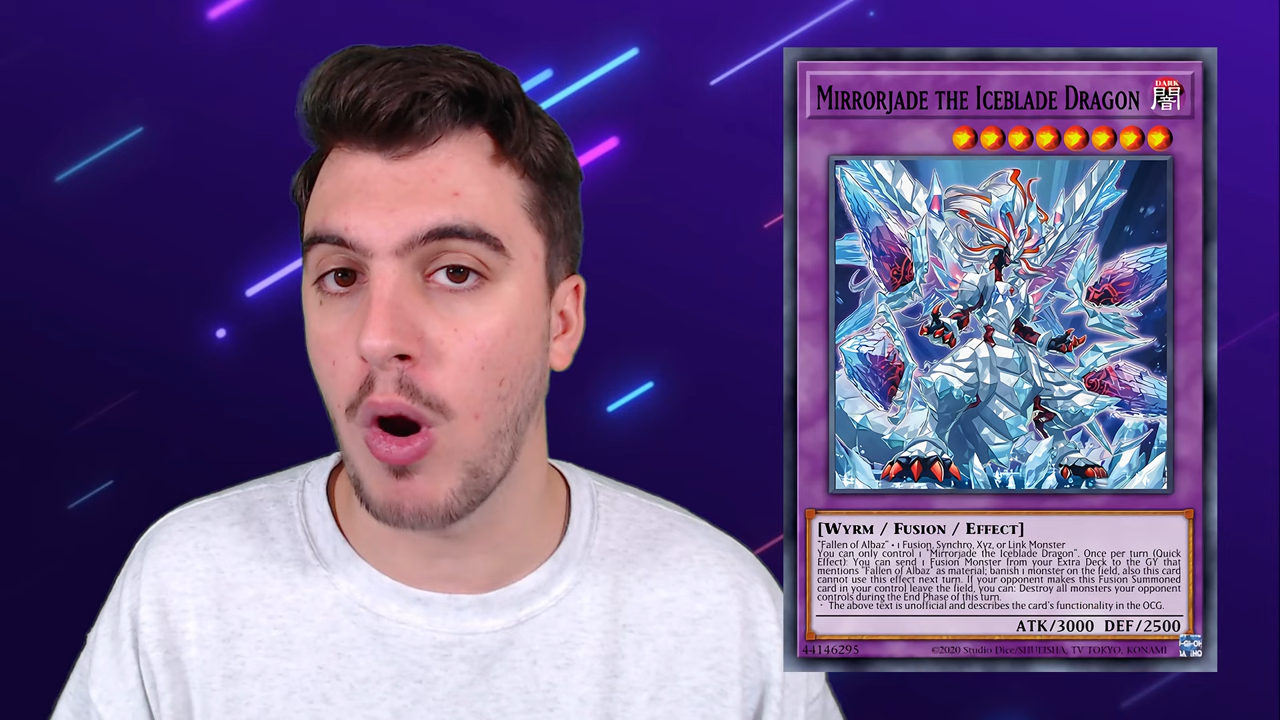 Mirrorjade the Iceblade Dragon
DARK
闇
[Wyrm / Fusion / Effect]
"Fallen of Albaz" + 1 Fusion, Synchro, Xyz, or Link Monster
You can only control 1 "Mirrorjade the Iceblade Dragon". Once per turn (Quick
Effect): You can send 1 Fusion Monster from your Extra Deck to the GY that
mentions "Fallen of Albaz" as material; banish 1 monster on the field, also this card
cannot use this effect next turn. If your opponent makes this Fusion Summoned
card in your control leave the field, you can: Destroy all monsters your opponent
controls during the End Phase of this turn.
· The above text is unofficial and describes the card's functionality in the OCG.
ATK/3000 DEF/2500
44146295
©2020 Studio Dice/SHUEISHA, TV TOKYO, KONAMI